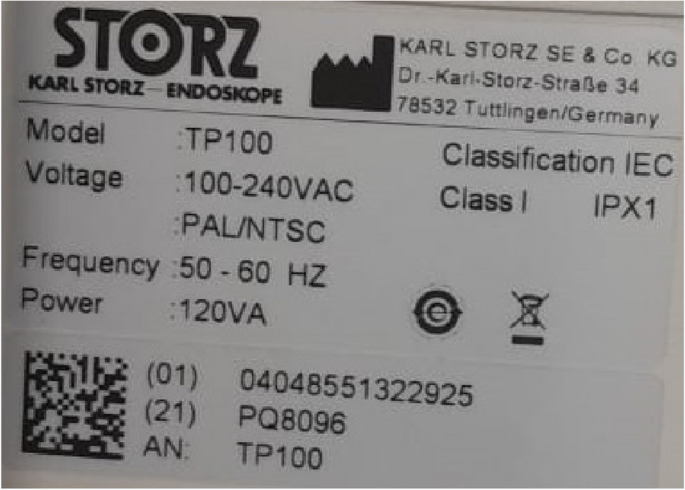 STORZ
KARL STORZ — ENDOSKOPE
KARL STORZ SE & Co. KG
Dr.-Karl-Storz-Straße 34
78532 Tuttlingen/Germany
Model :TP100
Classification IEC
Voltage :100-240VAC
Class I IPX1
:PAL/NTSC
Frequency :50 - 60 HZ
Power :120VA
(01) 04048551322925
(21) PQ8096
AN: TP100